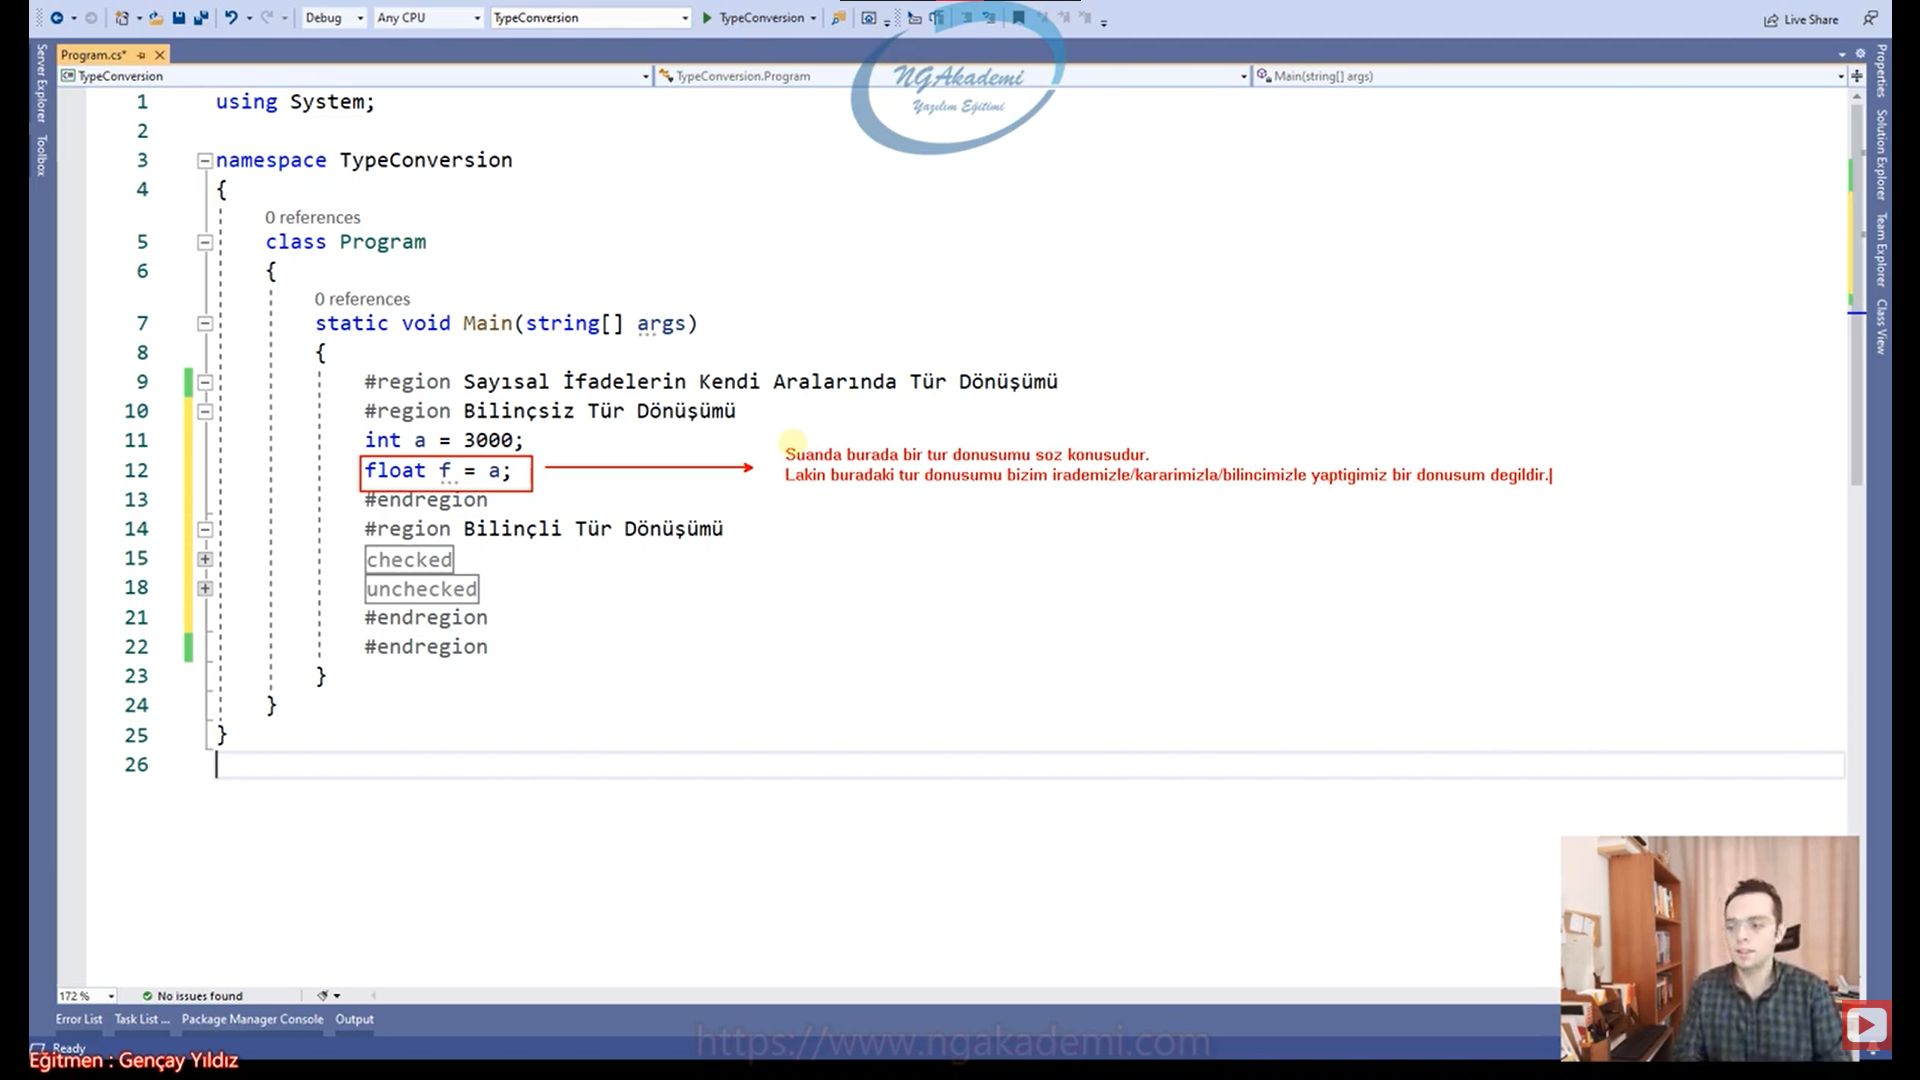 Debug Any CPU TypeConversion TypeConversion Live Share
Program.cs*
TypeConversion TypeConversion.Program Main(string[] args)
NGAkademi
Yazılım Eğitimi
Server Explorer
Toolbox
Properties
Solution Explorer
Team Explorer
Class View
1 using System;
2
3 namespace TypeConversion
4 {
0 references
5 class Program
6 {
0 references
7 static void Main(string[] args)
8 {
9 #region Sayısal İfadelerin Kendi Aralarında Tür Dönüşümü
10 #region Bilinçsiz Tür Dönüşümü
11 int a = 3000;
Suanda burada bir tur donusumu soz konusudur.
12 float f = a;
Lakin buradaki tur donusumu bizim irademizle/kararimizla/bilincimizle yaptigimiz bir donusum degildir.
13 #endregion
14 #region Bilinçli Tür Dönüşümü
15 checked
18 unchecked
21 #endregion
22 #endregion
23 }
24 }
25 }
26
172 % No issues found
Error List Task List ... Package Manager Console Output
https://www.ngakademi.com
Ready
Eğitmen : Gençay Yıldız